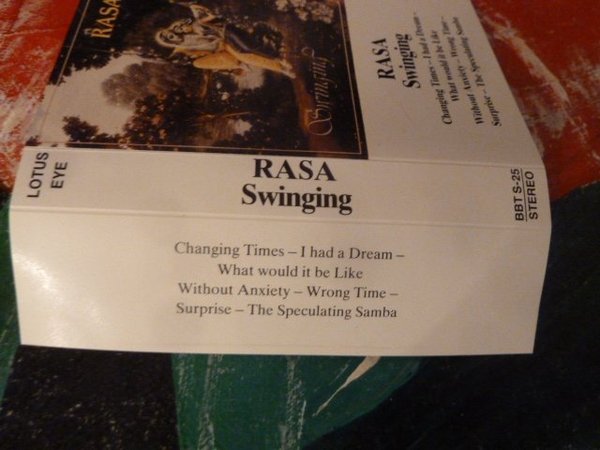 RASA
Swinging
RASA
Swinging
Changing Times – I had a Dream –
What would it be Like
Without Anxiety – Wrong Time –
Surprise – The Speculating Samba
LOTUS
EYE
RASA
Swinging
BBT S-25
STEREO
Changing Times – I had a Dream –
What would it be Like
Without Anxiety – Wrong Time –
Surprise – The Speculating Samba